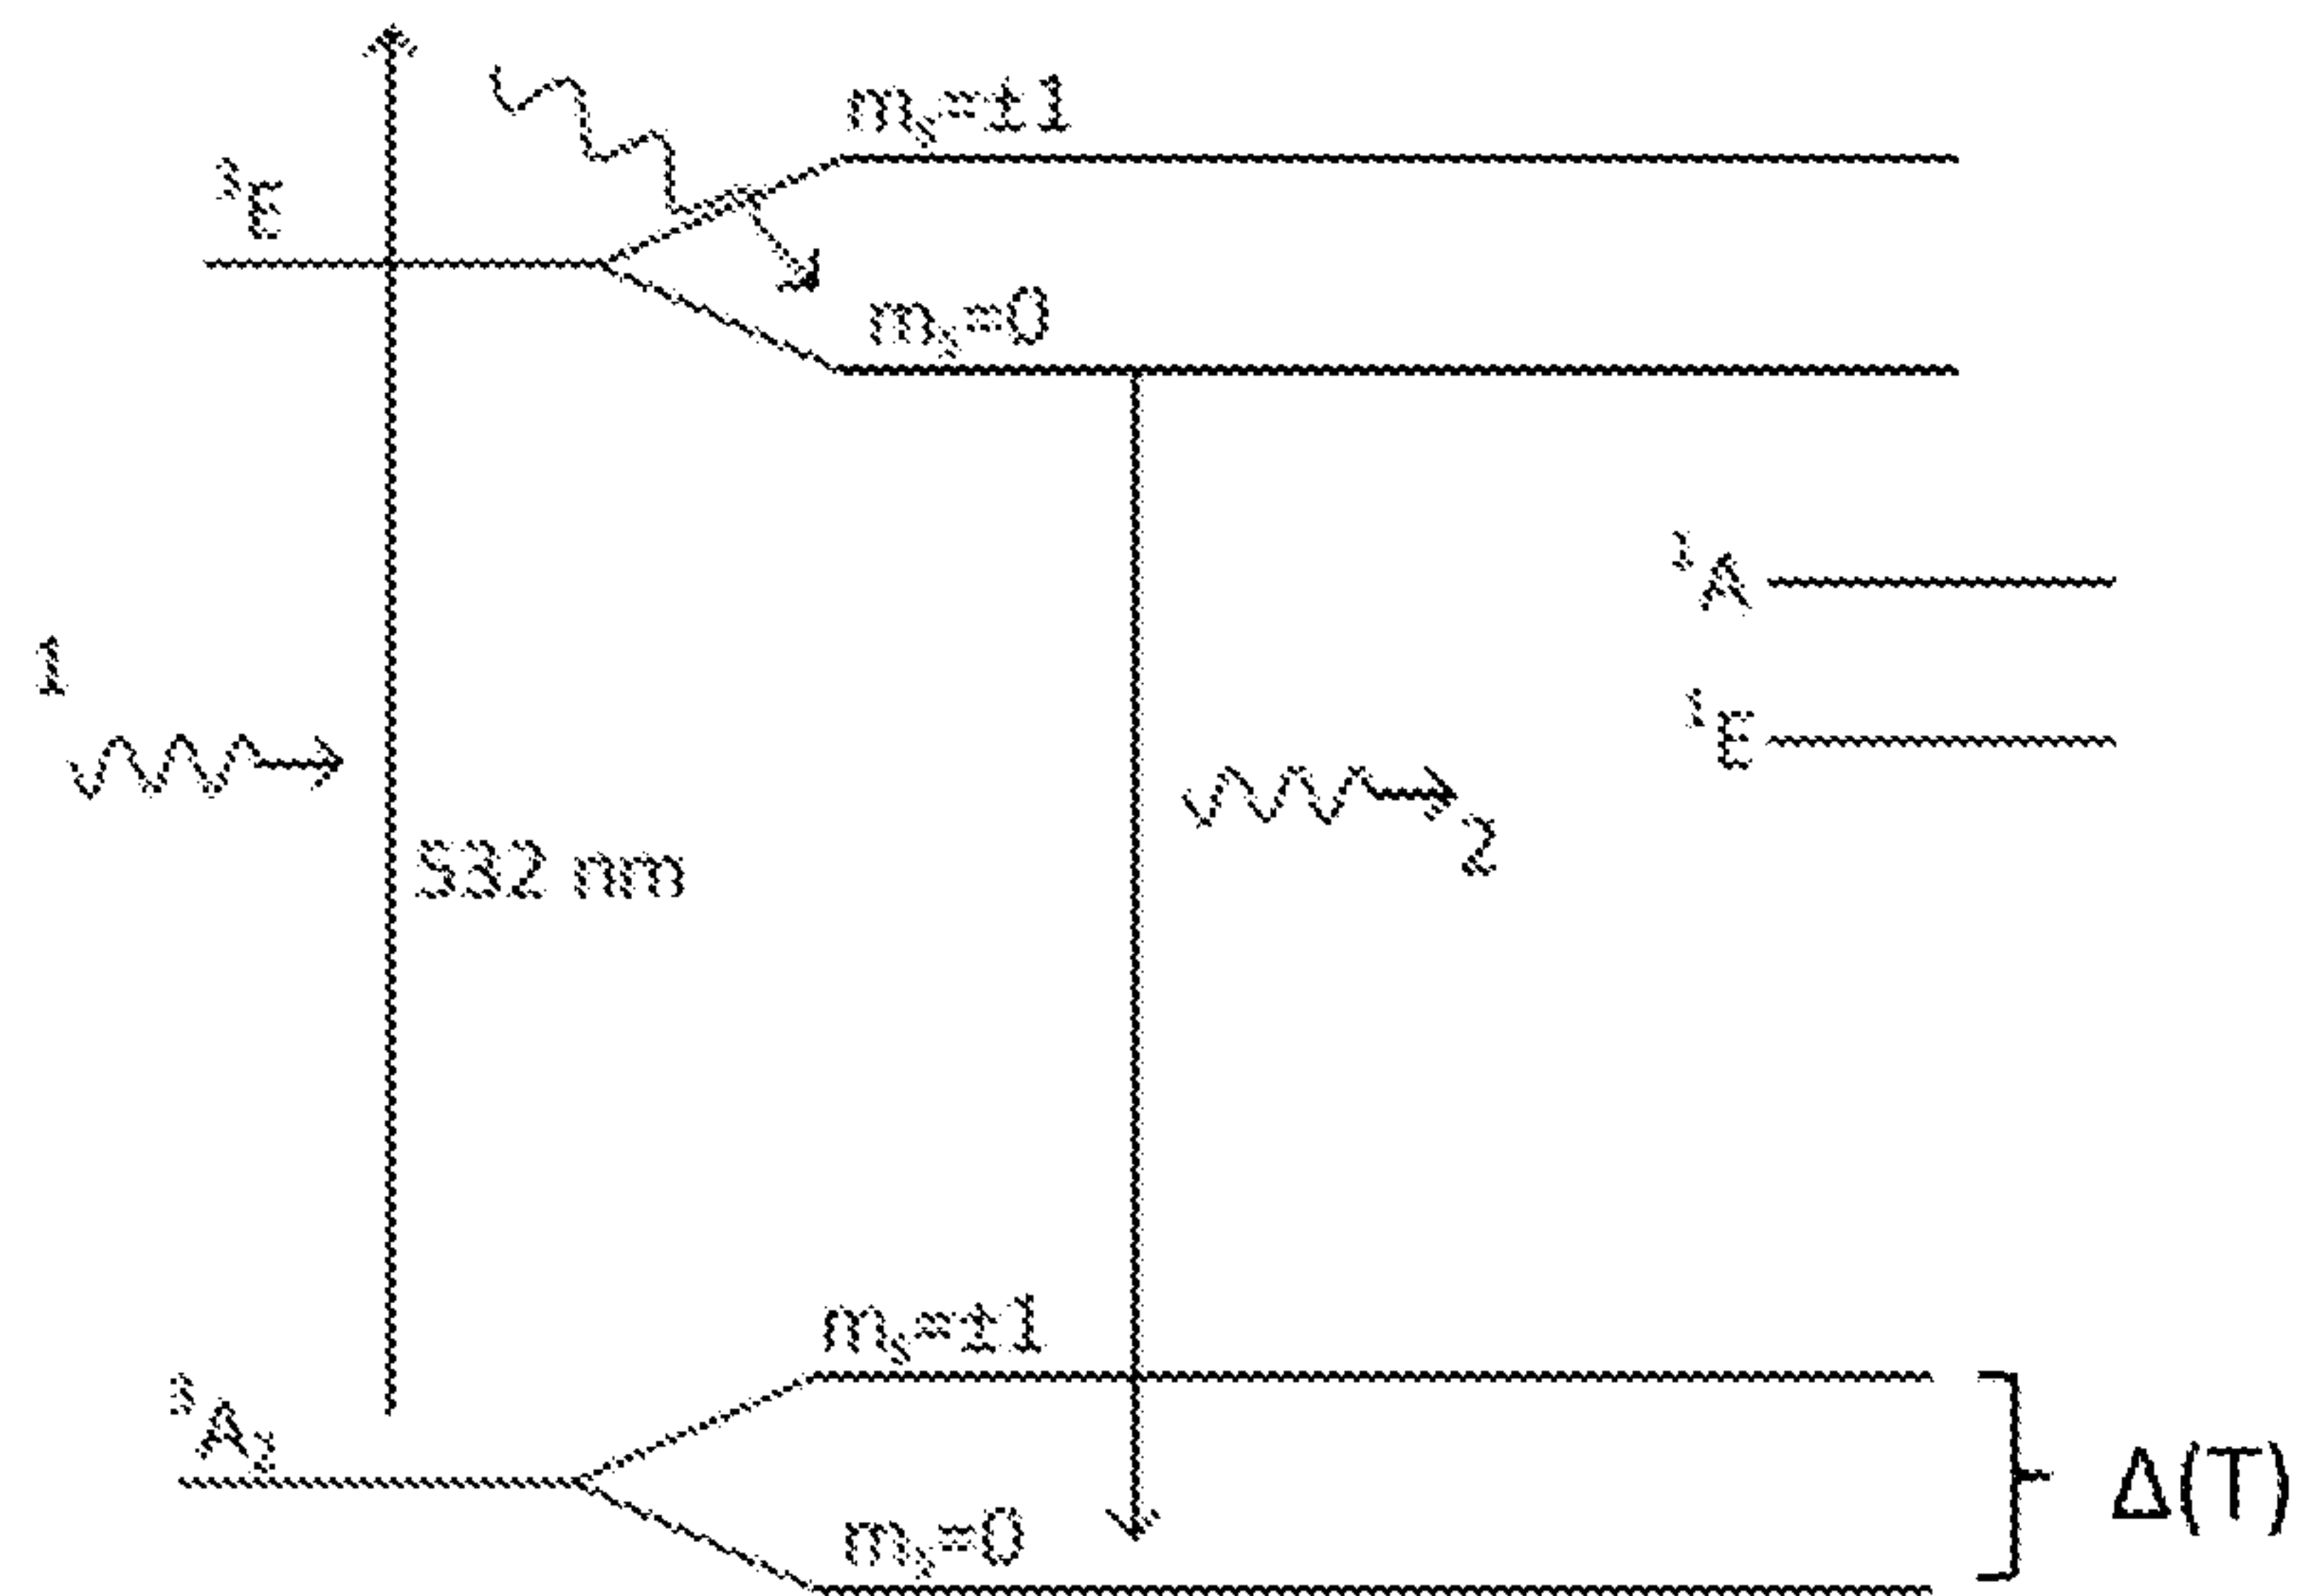 mₛ=±1
³E
mₛ=0
¹A
1
¹E
2
532 nm
mₛ=±1
³A₂
Δ(T)
mₛ=0